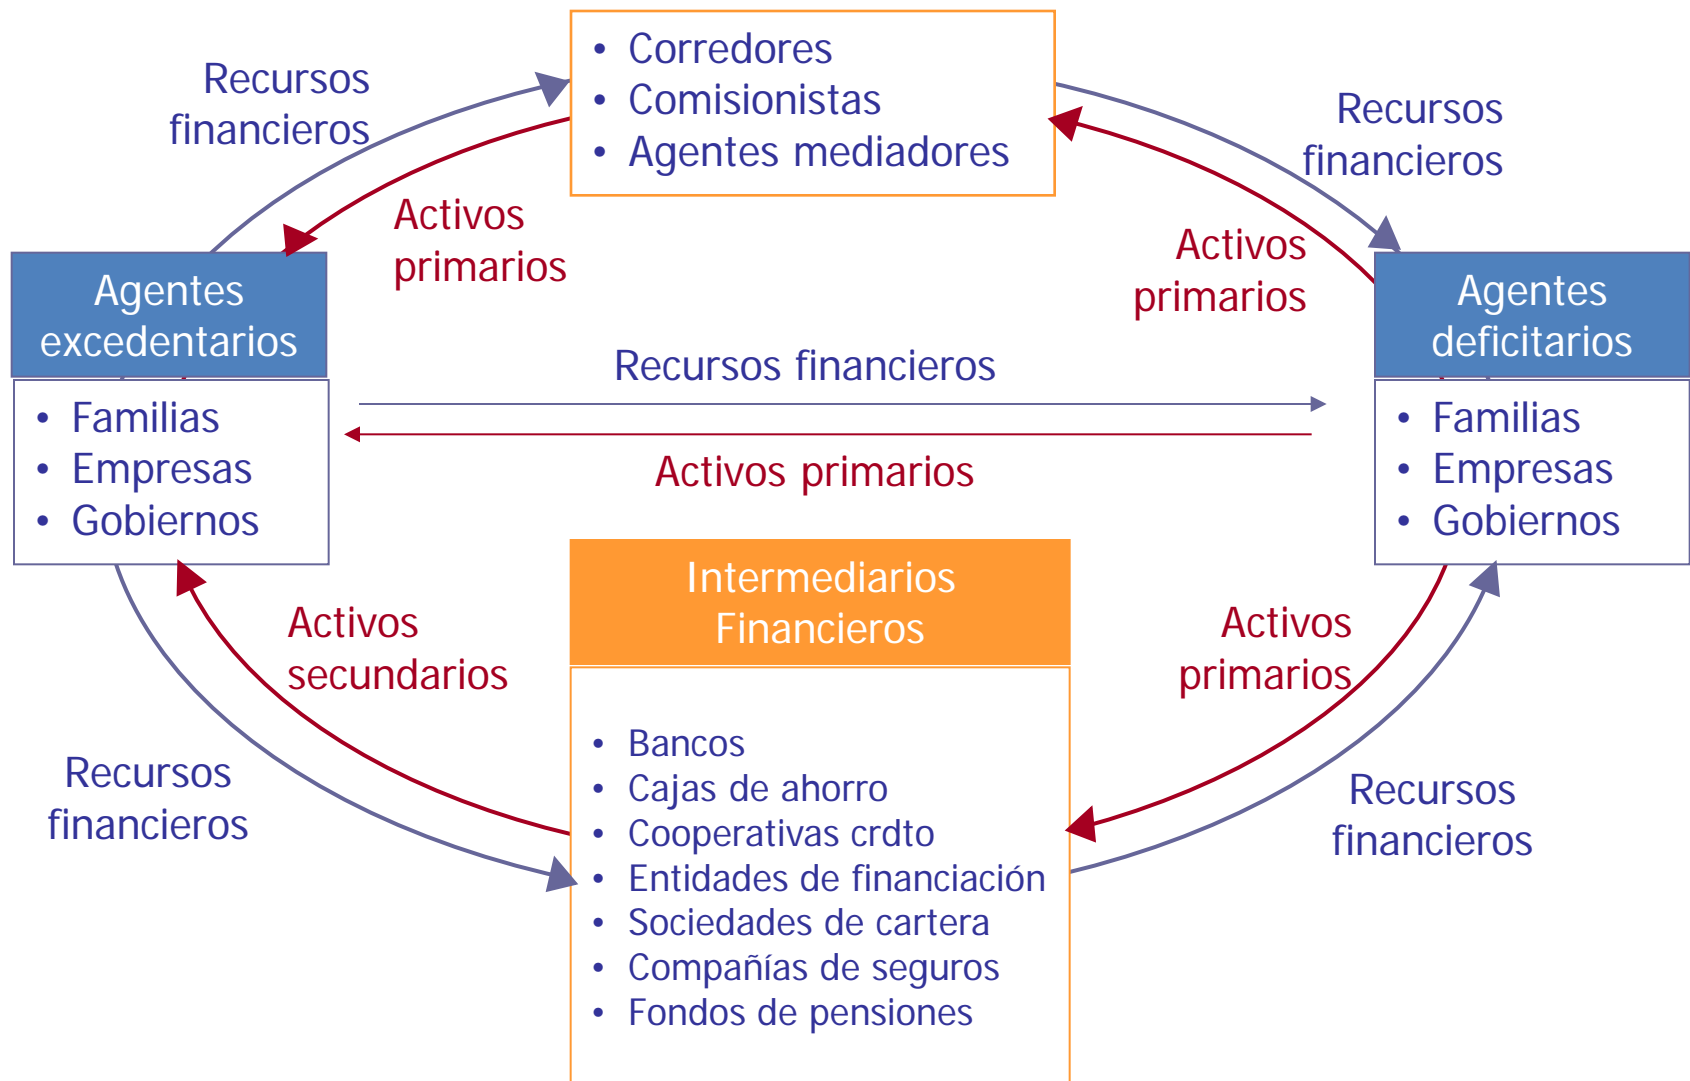 • Corredores
• Comisionistas
• Agentes mediadores
Recursos
financieros
Recursos
financieros
Activos
primarios
Activos
primarios
Agentes
excedentarios
• Familias
• Empresas
• Gobiernos
Recursos financieros
Activos primarios
Agentes
deficitarios
• Familias
• Empresas
• Gobiernos
Intermediarios
Financieros
• Bancos
• Cajas de ahorro
• Cooperativas crdto
• Entidades de financiación
• Sociedades de cartera
• Compañías de seguros
• Fondos de pensiones
Activos
secundarios
Activos
primarios
Recursos
financieros
Recursos
financieros